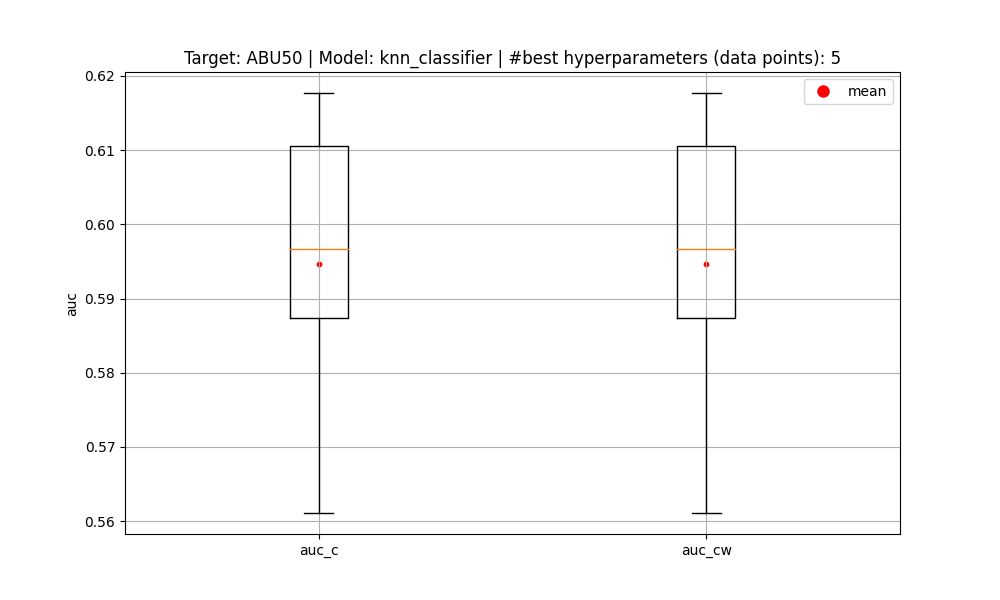 Target: ABU50 | Model: knn_classifier | #best hyperparameters (data points): 5
mean
0.62
0.61
0.60
0.59
0.58
0.57
0.56
auc
auc_c
auc_cw